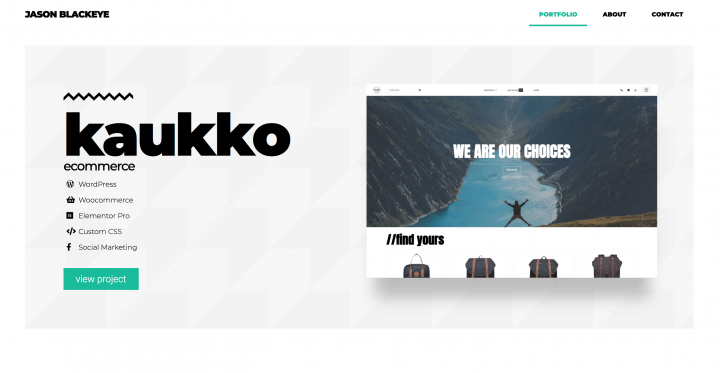 JASON BLACKEYE
PORTFOLIO
ABOUT
CONTACT
kaukko
ecommerce
WordPress
Woocommerce
Elementor Pro
Custom CSS
Social Marketing
view project
WE ARE OUR CHOICES
//find yours